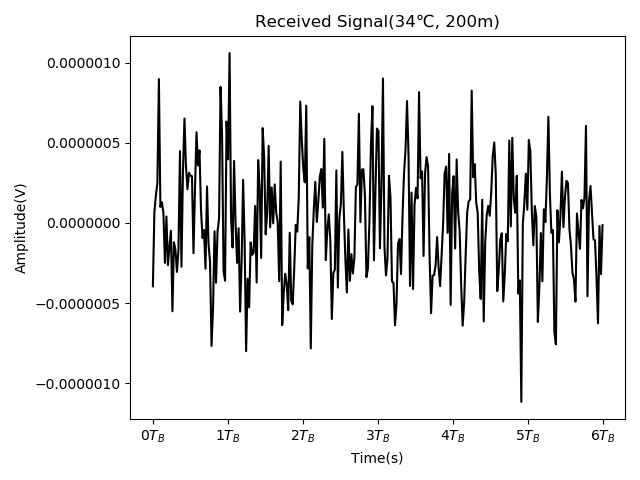 Received Signal(34℃, 200m)
Amplitude(V)
0.0000010
0.0000005
0.0000000
−0.0000005
−0.0000010
0T_B 1T_B 2T_B 3T_B 4T_B 5T_B 6T_B
Time(s)